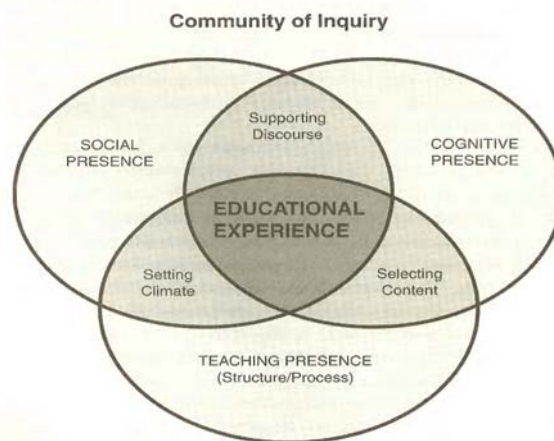 Community of Inquiry
Supporting
Discourse
SOCIAL
PRESENCE
COGNITIVE
PRESENCE
EDUCATIONAL
EXPERIENCE
Setting
Climate
Selecting
Content
TEACHING PRESENCE
(Structure/Process)